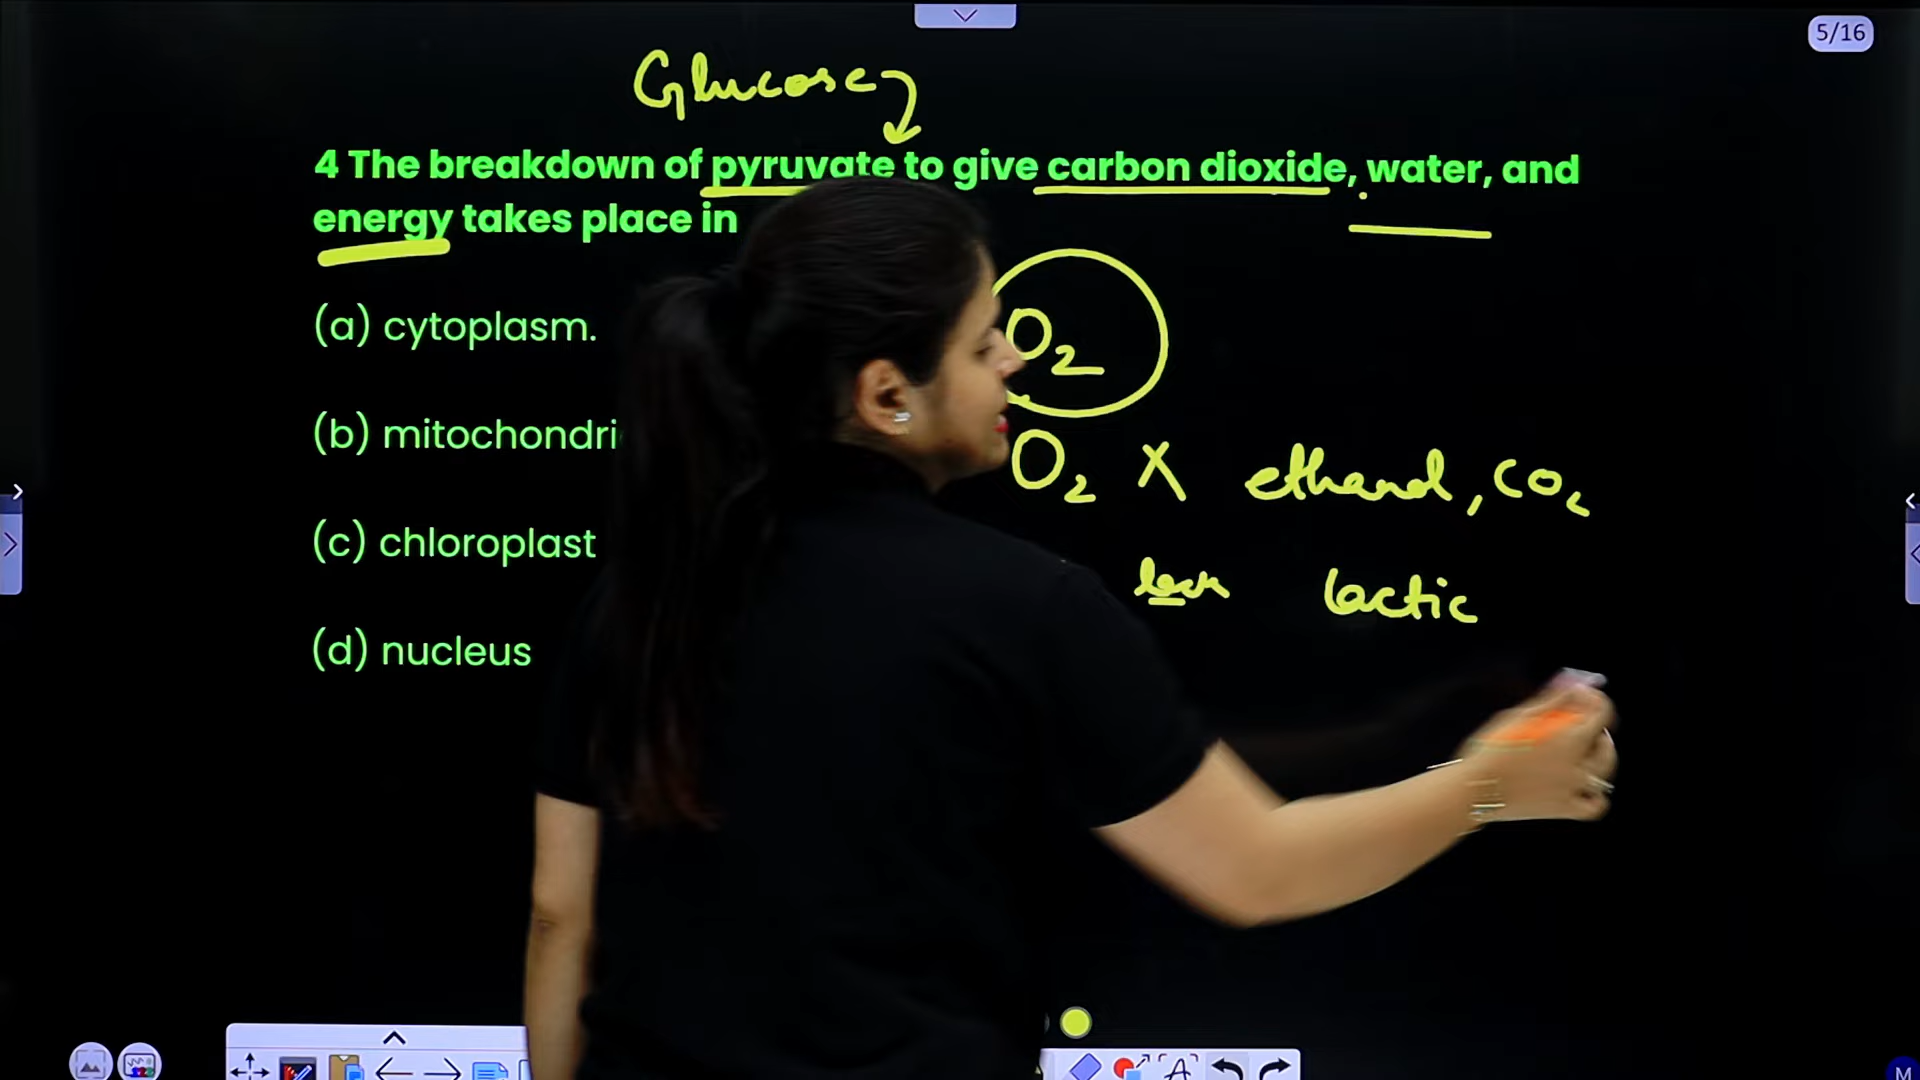 5/16
Glucose
4 The breakdown of pyruvate to give carbon dioxide, water, and
energy takes place in
(a) cytoplasm.
O2
(b) mitochondri
O2 X ethanol, CO2
(c) chloroplast
lack lactic
(d) nucleus
A
M